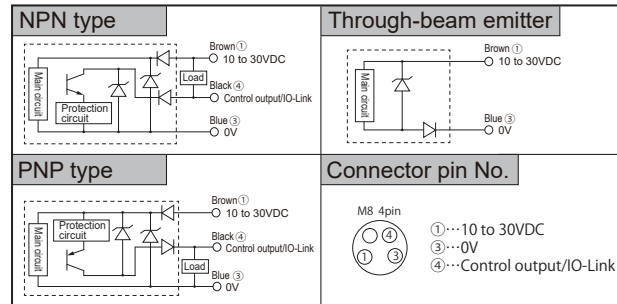 NPN type
Main circuit
Protection
circuit
Load
Brown①
10 to 30VDC
Black④
Control output/IO-Link
Blue③
0V
Through-beam emitter
Main circuit
Brown①
10 to 30VDC
Blue③
0V
PNP type
Main circuit
Protection
circuit
Brown①
10 to 30VDC
Black④
Control output/IO-Link
Load
Blue③
0V
Connector pin No.
M8 4pin
④
① ③
①…10 to 30VDC
③…0V
④…Control output/IO-Link